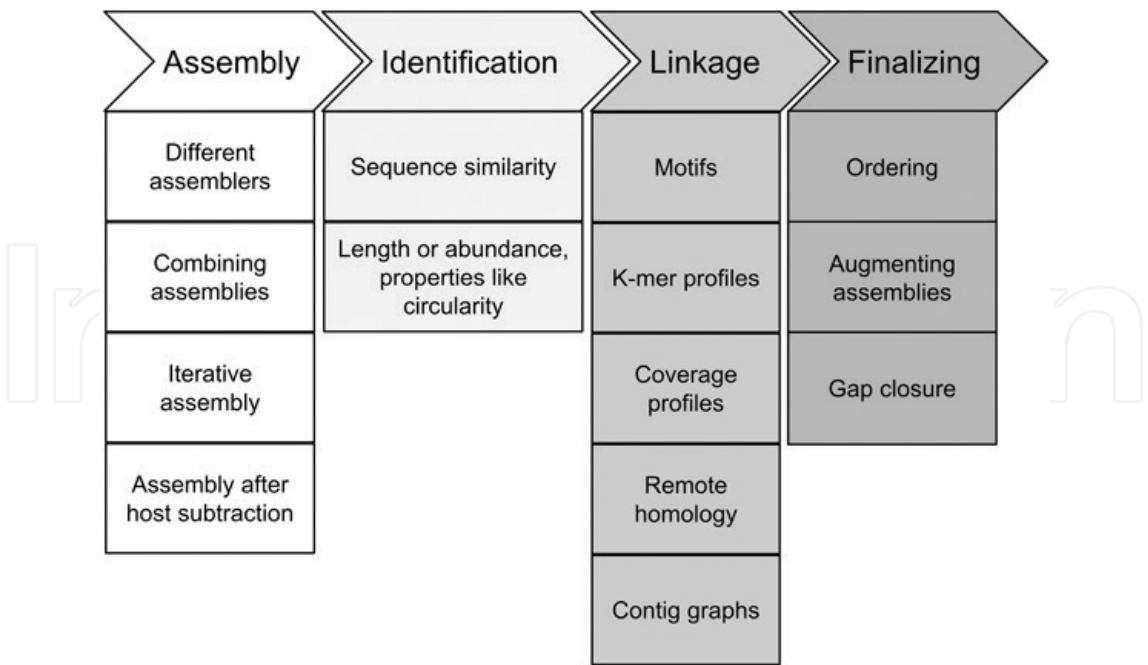 Assembly
Identification
Linkage
Finalizing
Different
assemblers
Combining
assemblies
Iterative
assembly
Assembly after
host subtraction
Sequence similarity
Length or abundance,
properties like
circularity
Motifs
K-mer profiles
Coverage
profiles
Remote
homology
Contig graphs
Ordering
Augmenting
assemblies
Gap closure